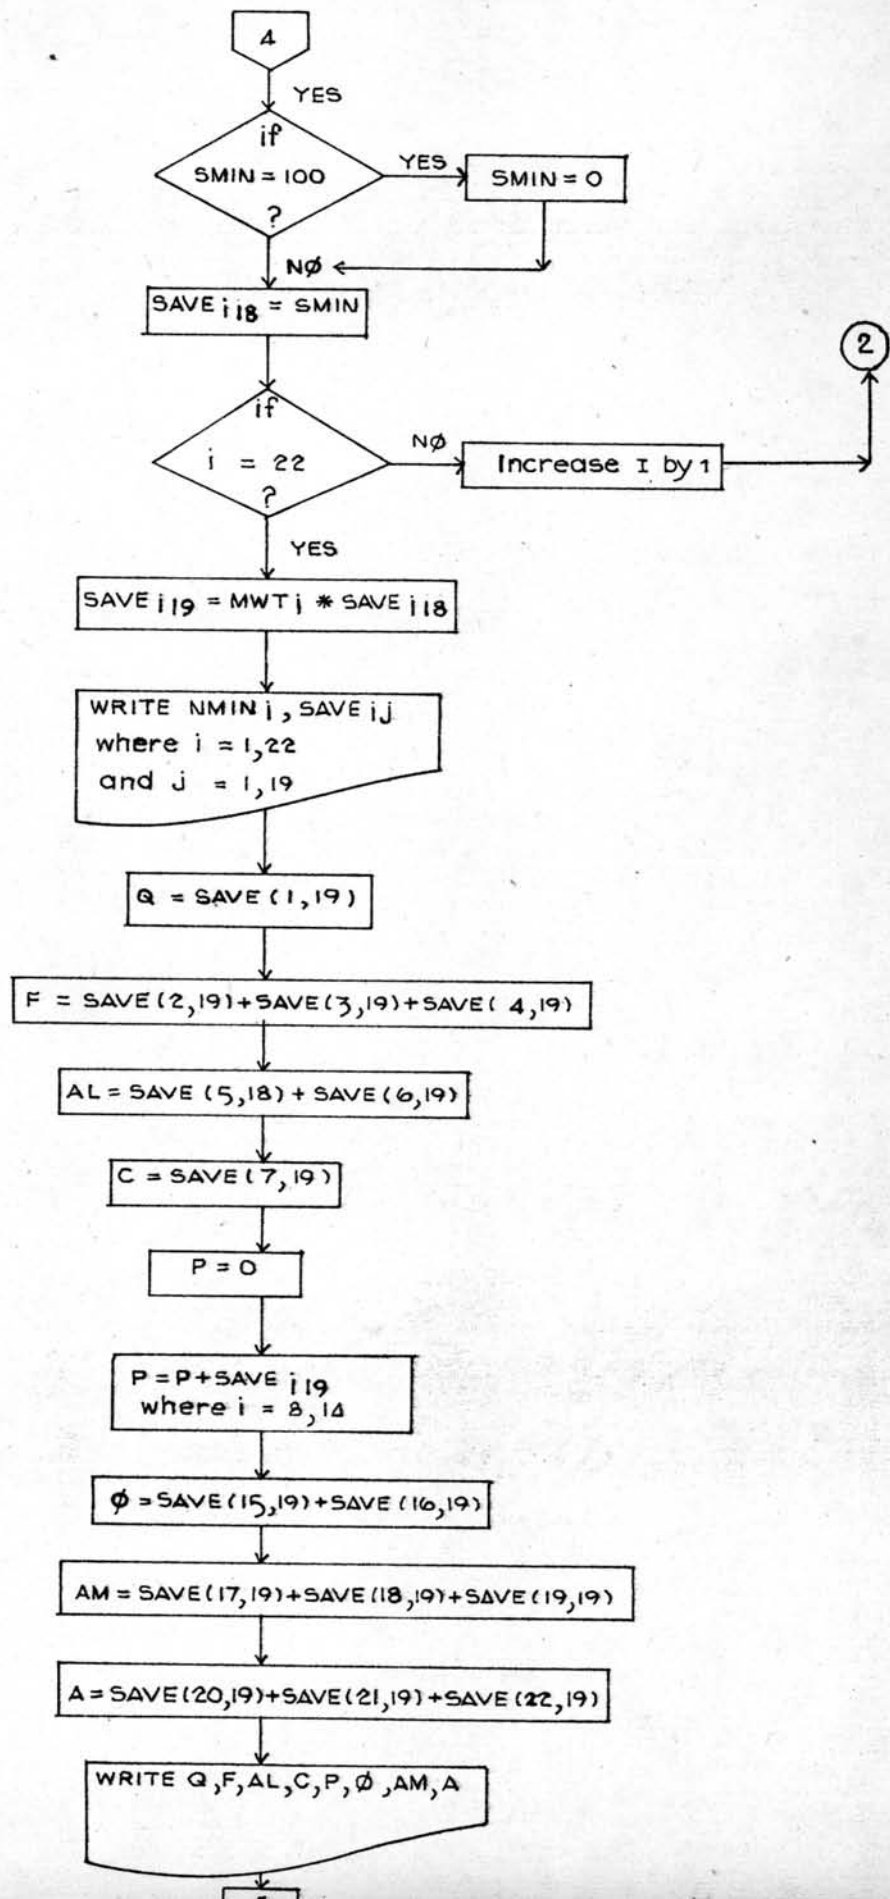 4
YES
if
SMIN = 100
?
YES
SMIN = O
NØ
SAVE i18 = SMIN
2
if
i = 22
?
NØ
Increase I by 1
YES
SAVE i19 = MWT i * SAVE i18
WRITE NMIN i, SAVE ij
where i = 1,22
and j = 1,19
Q = SAVE (1,19)
F = SAVE (2,19)+SAVE(3,19)+SAVE( 4,19)
AL = SAVE (5,18) + SAVE (6,19)
C = SAVE (7,19)
P = O
P = P+SAVE i19
where i = 8,14
Ø = SAVE(15,19)+SAVE (16,19)
AM = SAVE(17,19)+SAVE(18,19)+SAVE(19,19)
A = SAVE(20,19)+SAVE(21,19)+SAVE(22,19)
WRITE Q,F,AL,C,P,Ø,AM,A